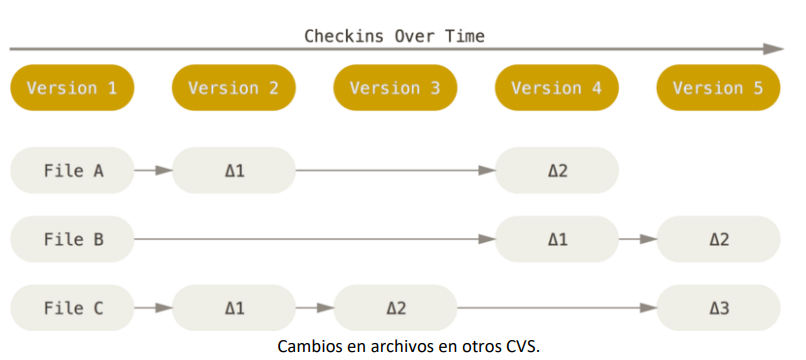 Checkins Over Time
Version 1 Version 2 Version 3 Version 4 Version 5
File A Δ1 Δ2
File B Δ1 Δ2
File C Δ1 Δ2 Δ3
Cambios en archivos en otros CVS.